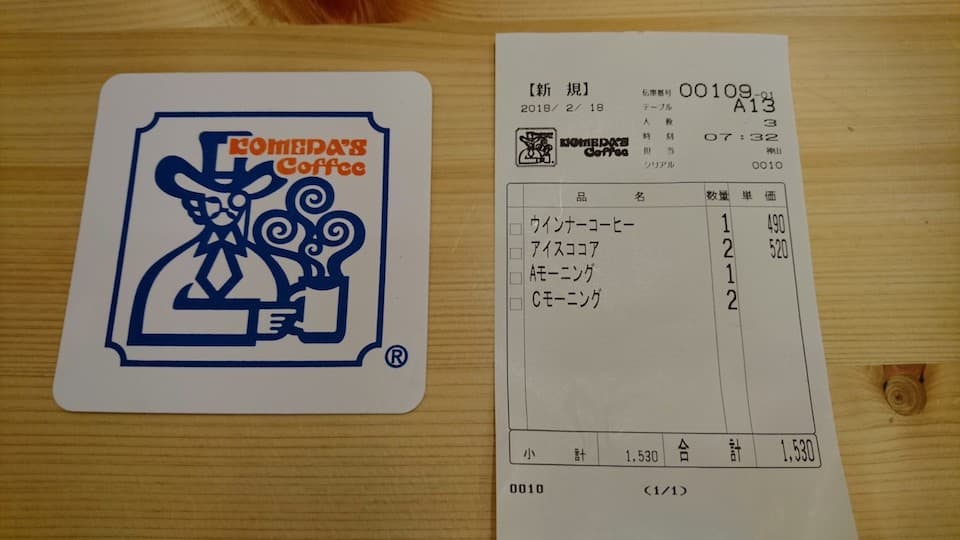 KOMEDA'S
Coffee
®
【新 規】
伝票番号 00109-01
2018/ 2/ 18
テーブル A13
人 数 3
時 刻 07:32
KOMEDA'S
Coffee
担 当 神山
シリアル 0010
品 名 数量 単 価
ウインナーコーヒー 1 490
アイスココア 2 520
Aモーニング 1
Cモーニング 2
小 計 1,530 合 計 1,530
0010 (1/1)